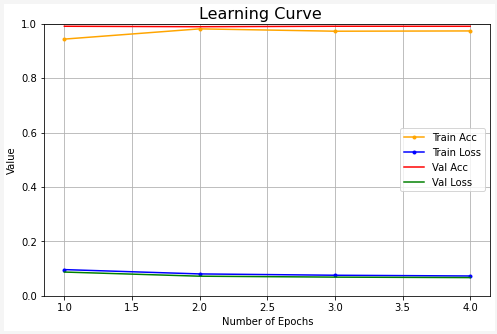 Learning Curve
1.0
0.8
0.6
0.4
0.2
0.0
Value
Train Acc
Train Loss
Val Acc
Val Loss
1.0 1.5 2.0 2.5 3.0 3.5 4.0
Number of Epochs